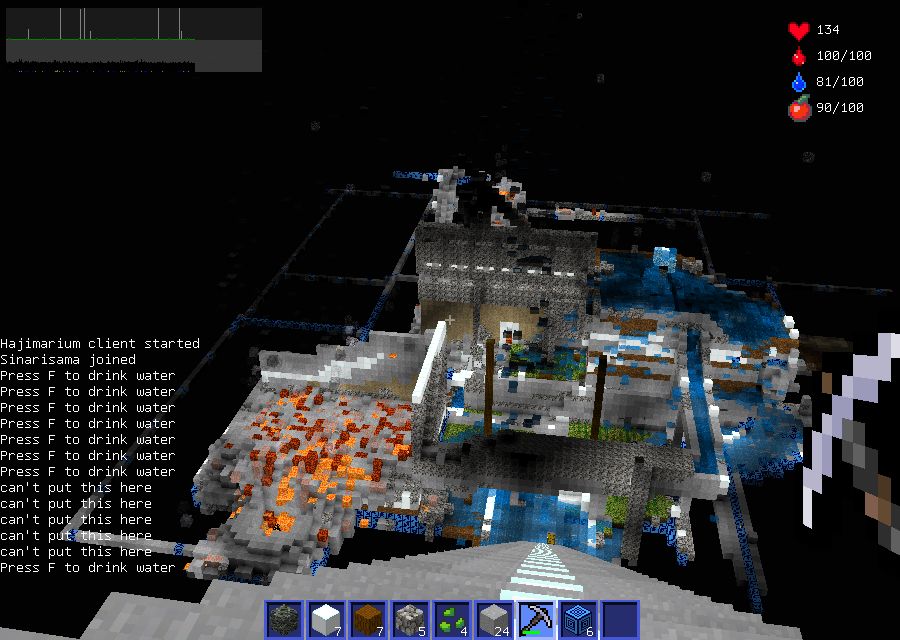 134
100/100
81/100
90/100
Hajimarium client started
Sinarisama joined
Press F to drink water
Press F to drink water
Press F to drink water
Press F to drink water
Press F to drink water
Press F to drink water
Press F to drink water
can't put this here
can't put this here
can't put this here
can't put this here
can't put this here
Press F to drink water
7 7 5 4 24 6